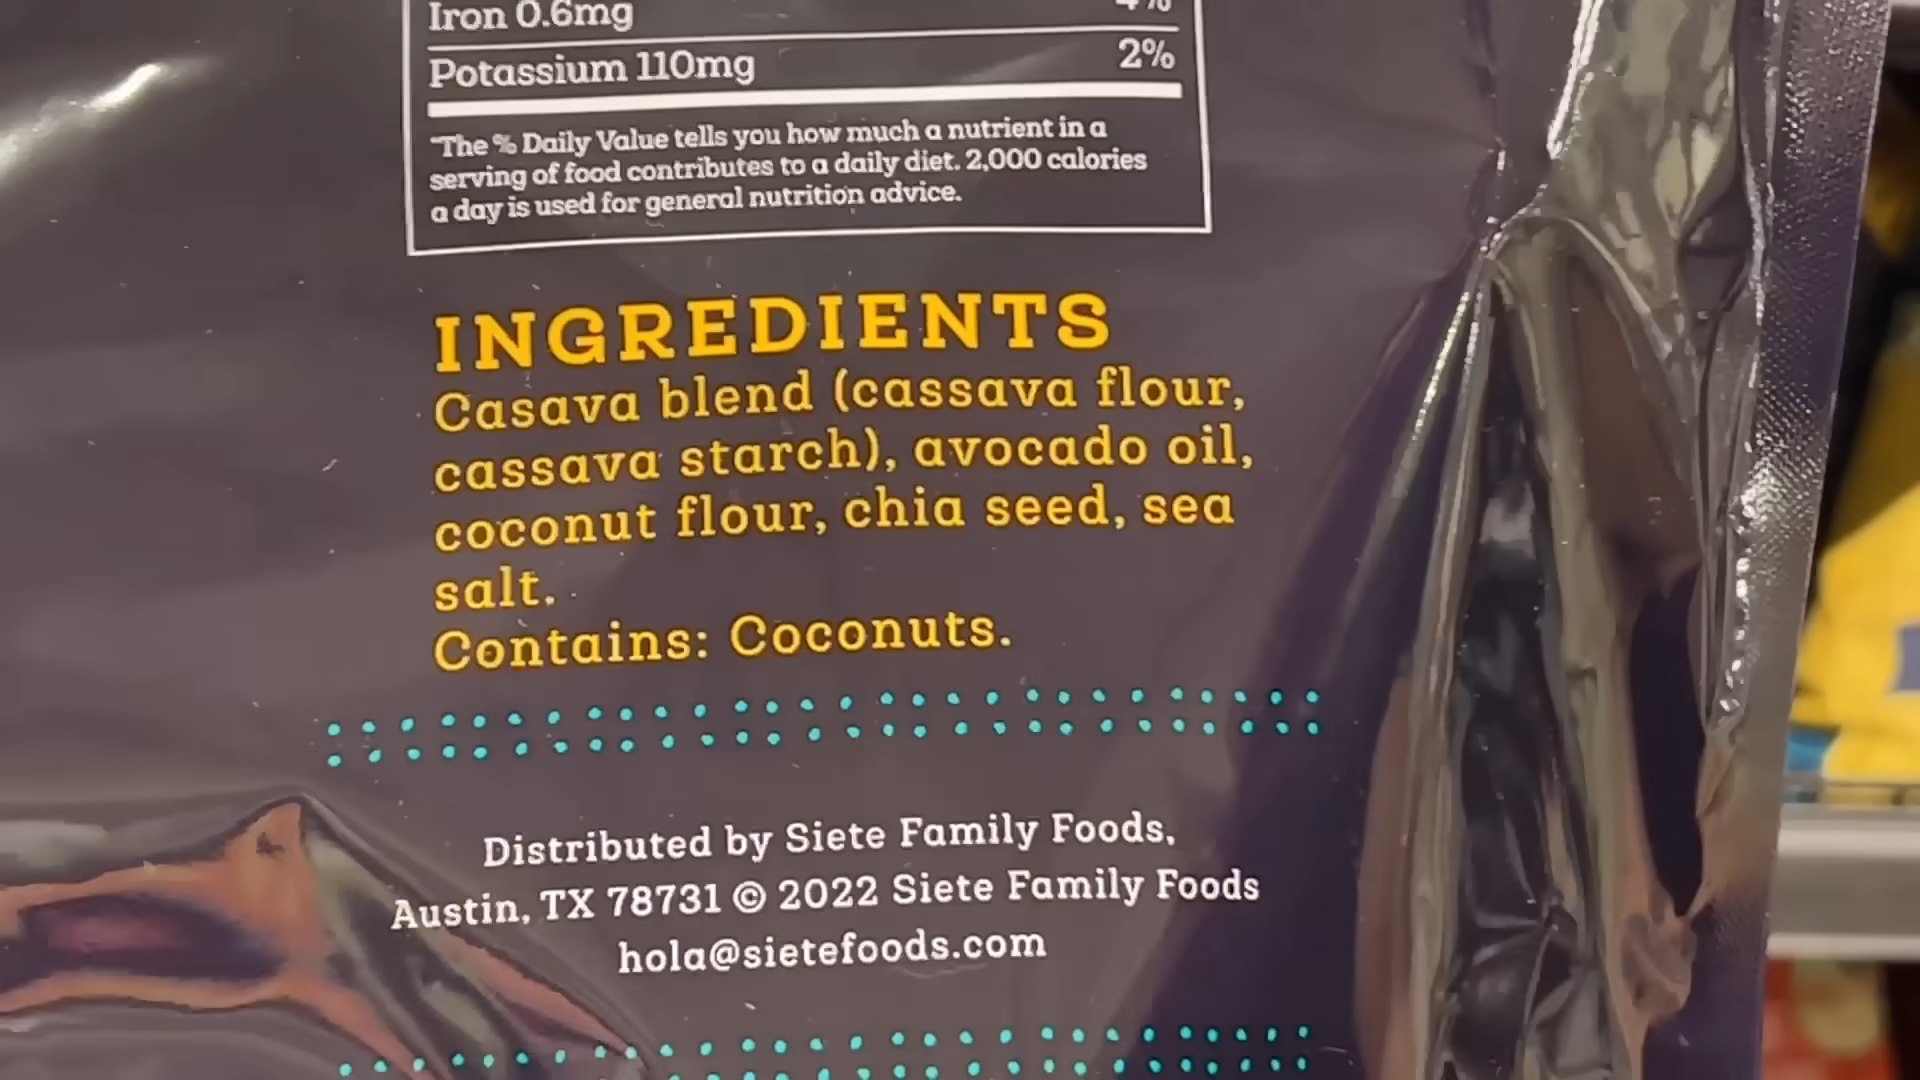 Iron 0.6mg 4%
Potassium 110mg 2%
*The % Daily Value tells you how much a nutrient in a
serving of food contributes to a daily diet. 2,000 calories
a day is used for general nutrition advice.
INGREDIENTS
Casava blend (cassava flour,
cassava starch), avocado oil,
coconut flour, chia seed, sea
salt.
Contains: Coconuts.
Distributed by Siete Family Foods,
Austin, TX 78731 © 2022 Siete Family Foods
hola@sietefoods.com